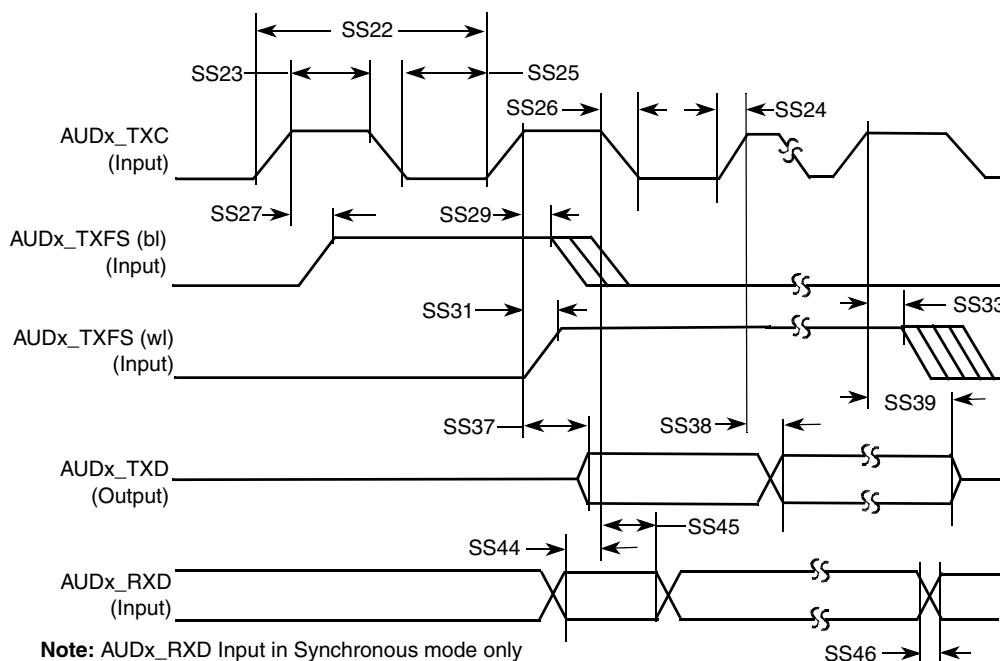 SS22
SS23
SS25
SS26
SS24
AUDx_TXC
(Input)
SS27
SS29
AUDx_TXFS (bl)
(Input)
SS31
SS33
AUDx_TXFS (wl)
(Input)
SS39
SS37
SS38
AUDx_TXD
(Output)
SS45
SS44
AUDx_RXD
(Input)
Note: AUDx_RXD Input in Synchronous mode only
SS46